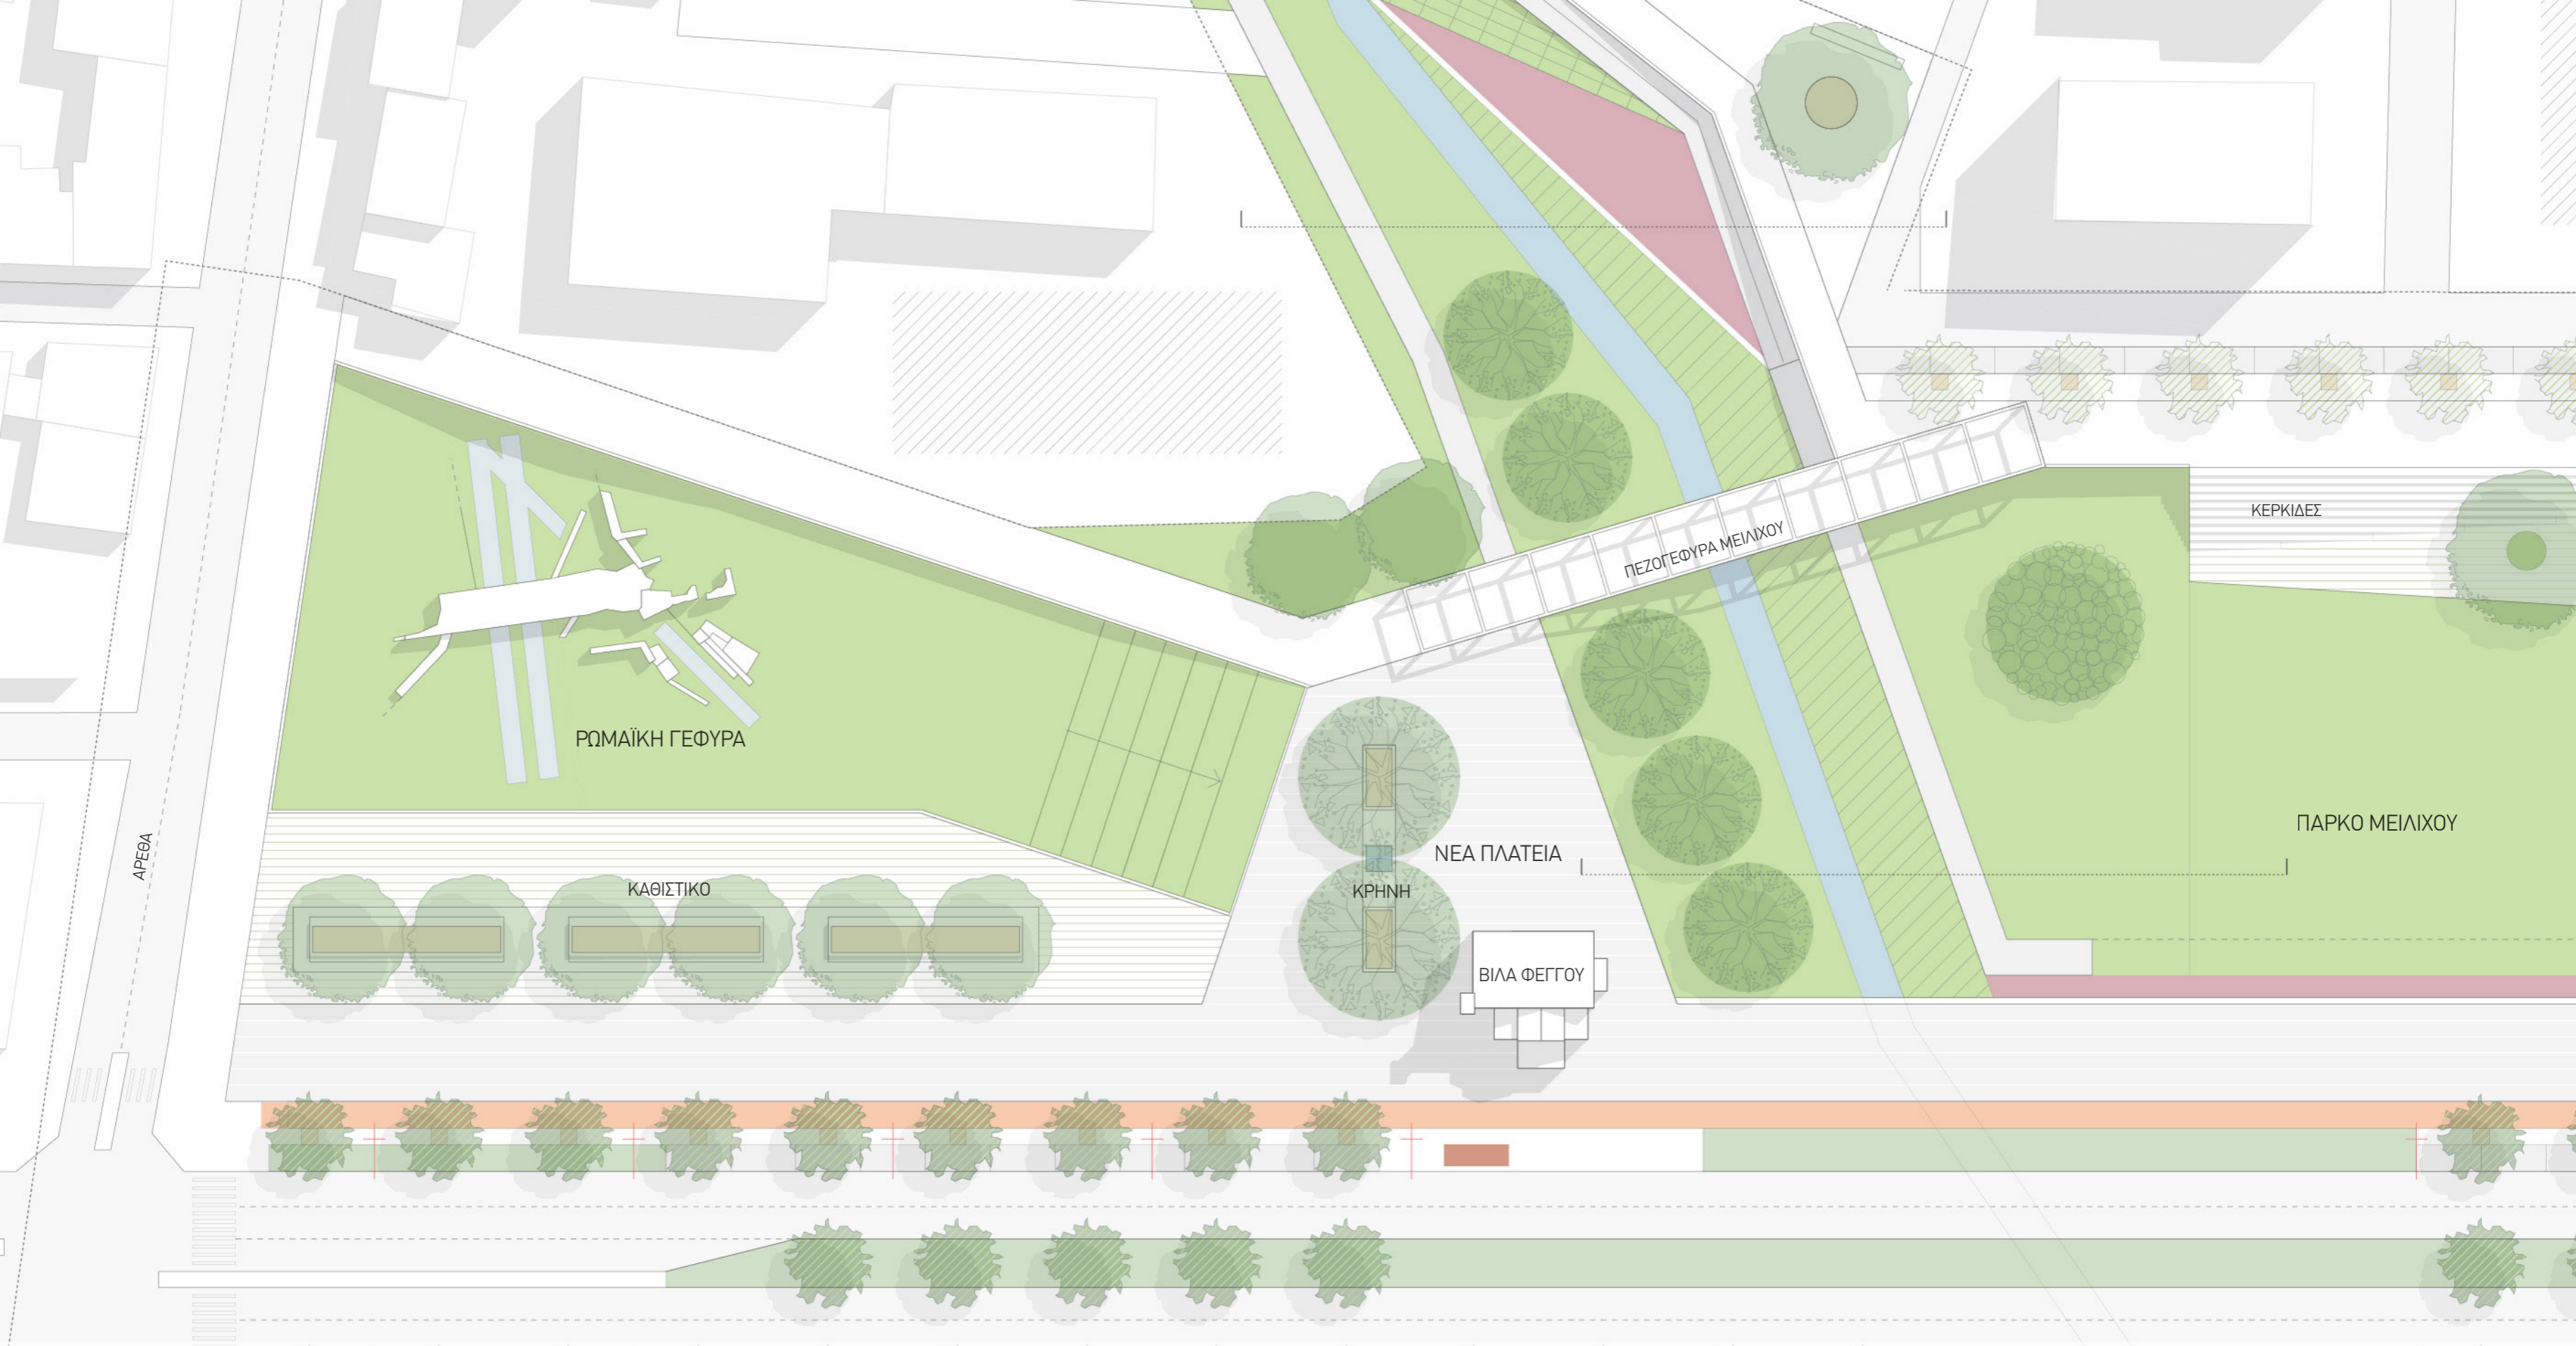 ΚΕΡΚΙΔΕΣ
ΠΕΖΟΓΕΦΥΡΑ ΜΕΙΛΙΧΟΥ
ΡΩΜΑΪΚΗ ΓΕΦΥΡΑ
ΠΑΡΚΟ ΜΕΙΛΙΧΟΥ
ΑΡΕΘΑ
ΝΕΑ ΠΛΑΤΕΙΑ
ΚΑΘΙΣΤΙΚΟ
ΚΡΗΝΗ
ΒΙΛΑ ΦΕΓΓΟΥ